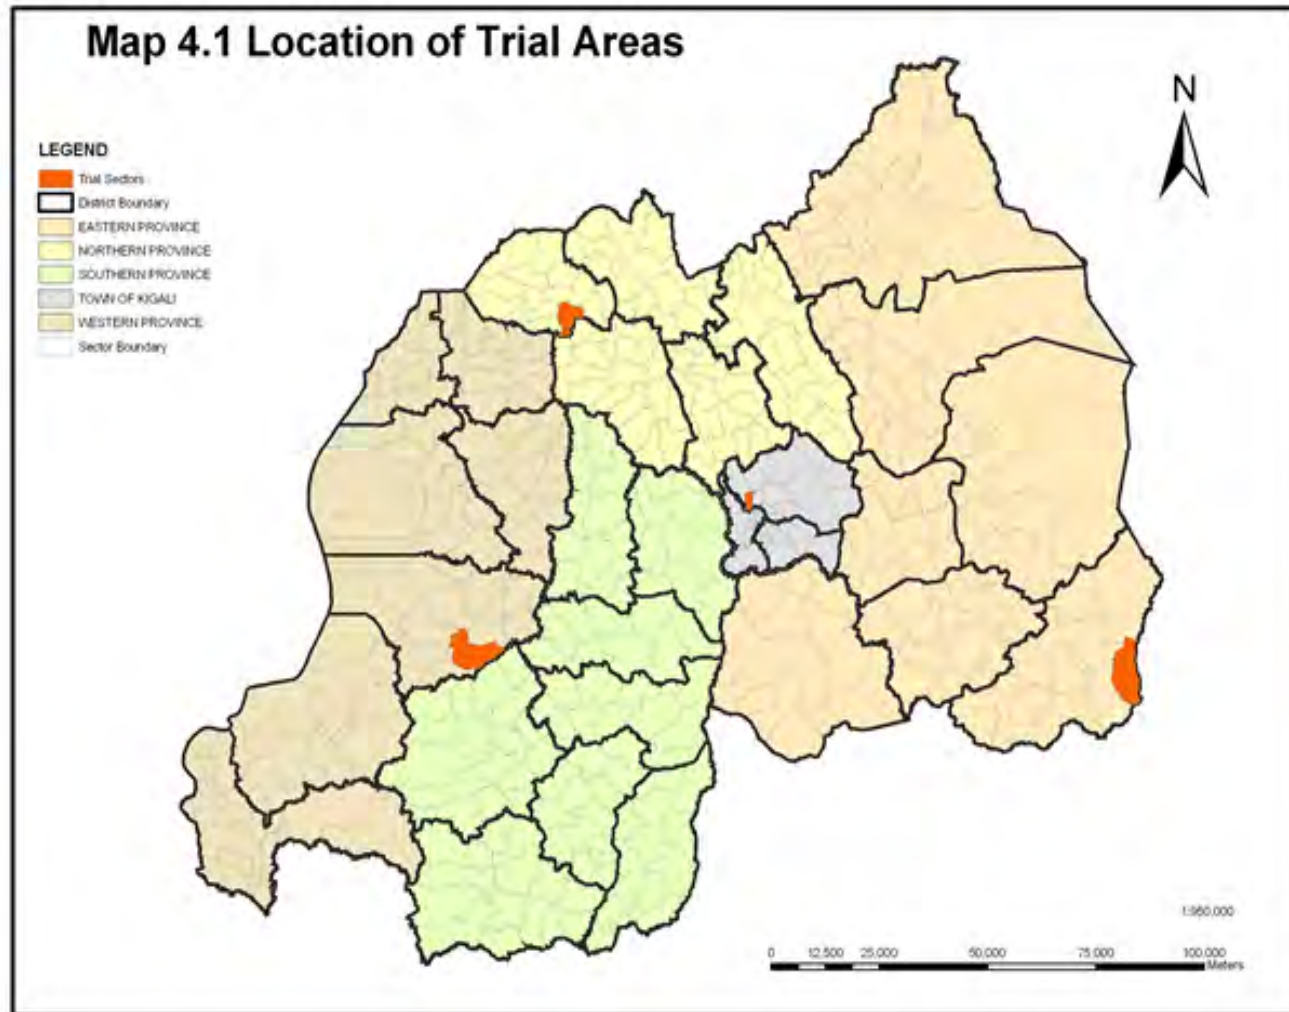 Map 4.1 Location of Trial Areas
N
LEGEND
Trial Sectors
District Boundary
EASTERN PROVINCE
NORTHERN PROVINCE
SOUTHERN PROVINCE
TOWN OF KIGALI
WESTERN PROVINCE
Sector Boundary
1:950,000
0 12,500 25,000 50,000 75,000 100,000
Meters